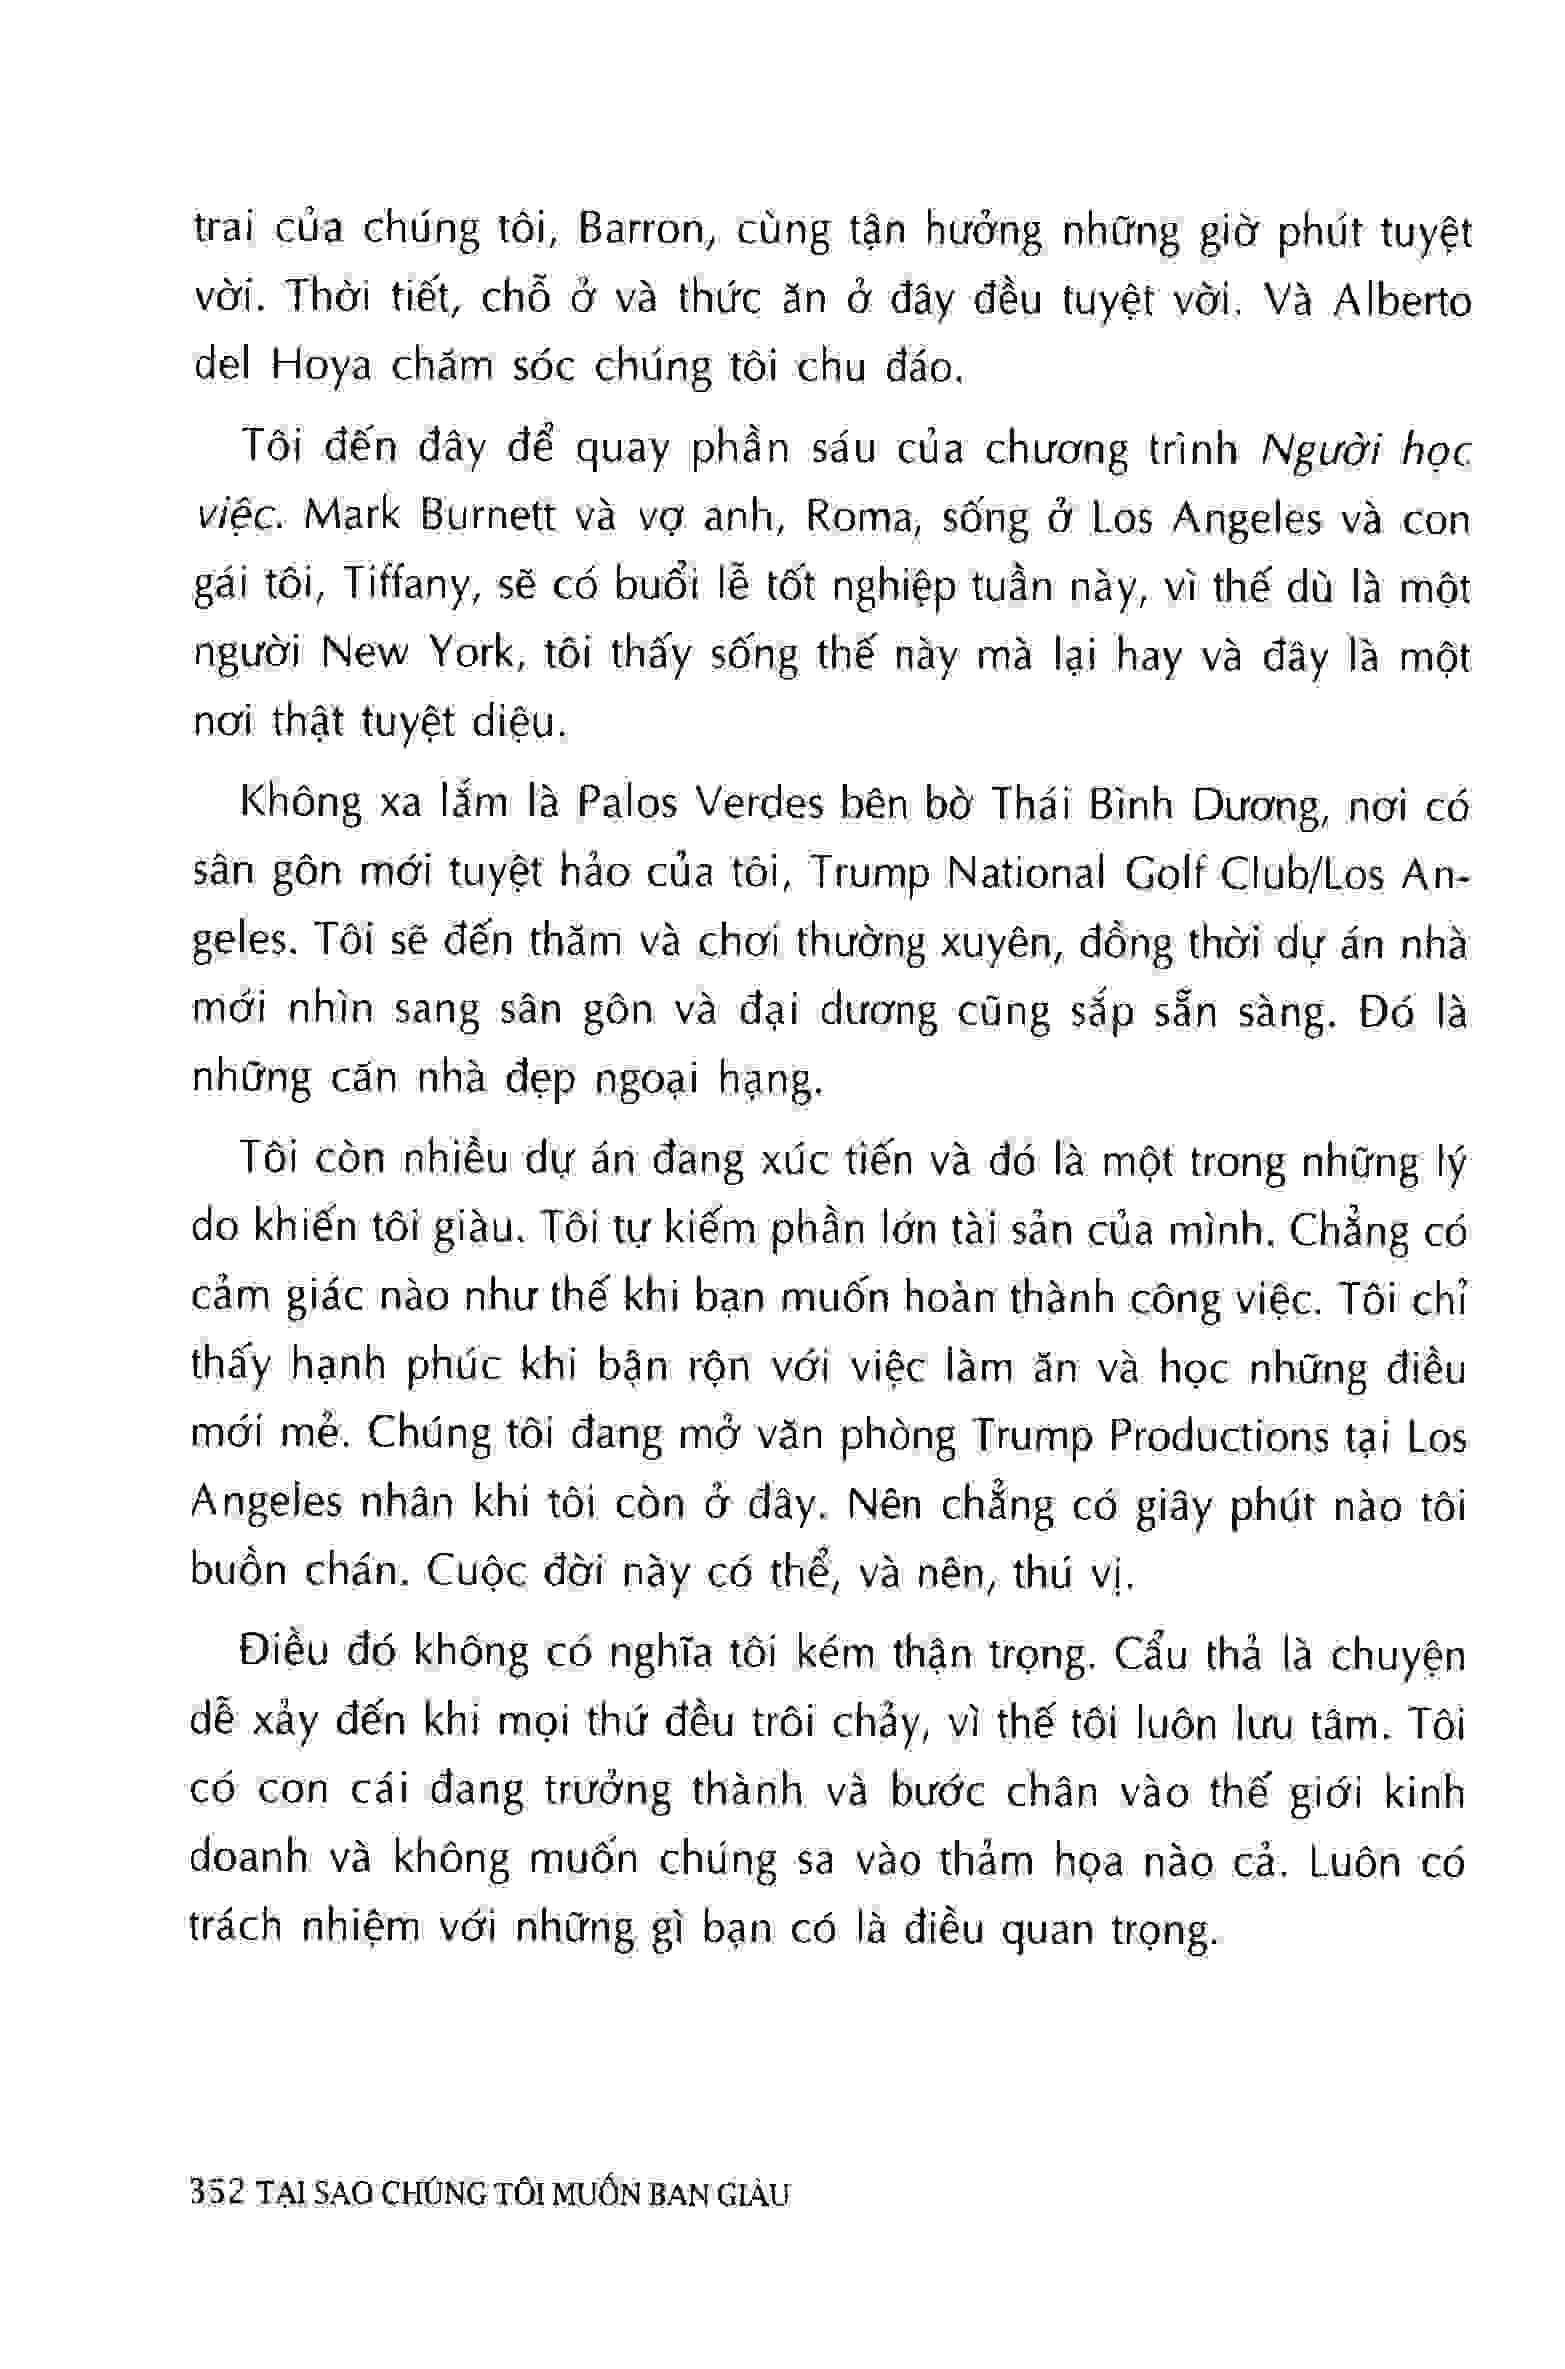 trai của chúng tôi, Barron, cùng tận hưởng những giờ phút tuyệt
vời. Thời tiết, chỗ ở và thức ăn ở đây đều tuyệt vời. Và Alberto
del Hoya chăm sóc chúng tôi chu đáo.
Tôi đến đây để quay phần sáu của chương trình Người học
việc. Mark Burnett và vợ anh, Roma, sống ở Los Angeles và con
gái tôi, Tiffany, sẽ có buổi lễ tốt nghiệp tuần này, vì thế dù là một
người New York, tôi thấy sống thế này mà lại hay và đây là một
nơi thật tuyệt diệu.
Không xa lắm là Palos Verdes bên bờ Thái Bình Dương, nơi có
sân gôn mới tuyệt hảo của tôi, Trump National Golf Club/Los An-
geles. Tôi sẽ đến thăm và chơi thường xuyên, đồng thời dự án nhà
mới nhìn sang sân gôn và đại dương cũng sắp sẵn sàng. Đó là
những căn nhà đẹp ngoại hạng.
Tôi còn nhiều dự án đang xúc tiến và đó là một trong những lý
do khiến tôi giàu. Tôi tự kiếm phần lớn tài sản của mình. Chẳng có
cảm giác nào như thế khi bạn muốn hoàn thành công việc. Tôi chỉ
thấy hạnh phúc khi bận rộn với việc làm ăn và học những điều
mới mẻ. Chúng tôi đang mở văn phòng Trump Productions tại Los
Angeles nhân khi tôi còn ở đây. Nên chẳng có giây phút nào tôi
buồn chán. Cuộc đời này có thể, và nên, thú vị.
Điều đó không có nghĩa tôi kém thận trọng. Cẩu thả là chuyện
dễ xảy đến khi mọi thứ đều trôi chảy, vì thế tôi luôn lưu tâm. Tôi
có con cái đang trưởng thành và bước chân vào thế giới kinh
doanh và không muốn chúng sa vào thảm họa nào cả. Luôn có
trách nhiệm với những gì bạn có là điều quan trọng.
352 TẠI SAO CHÚNG TÔI MUỐN BẠN GIÀU